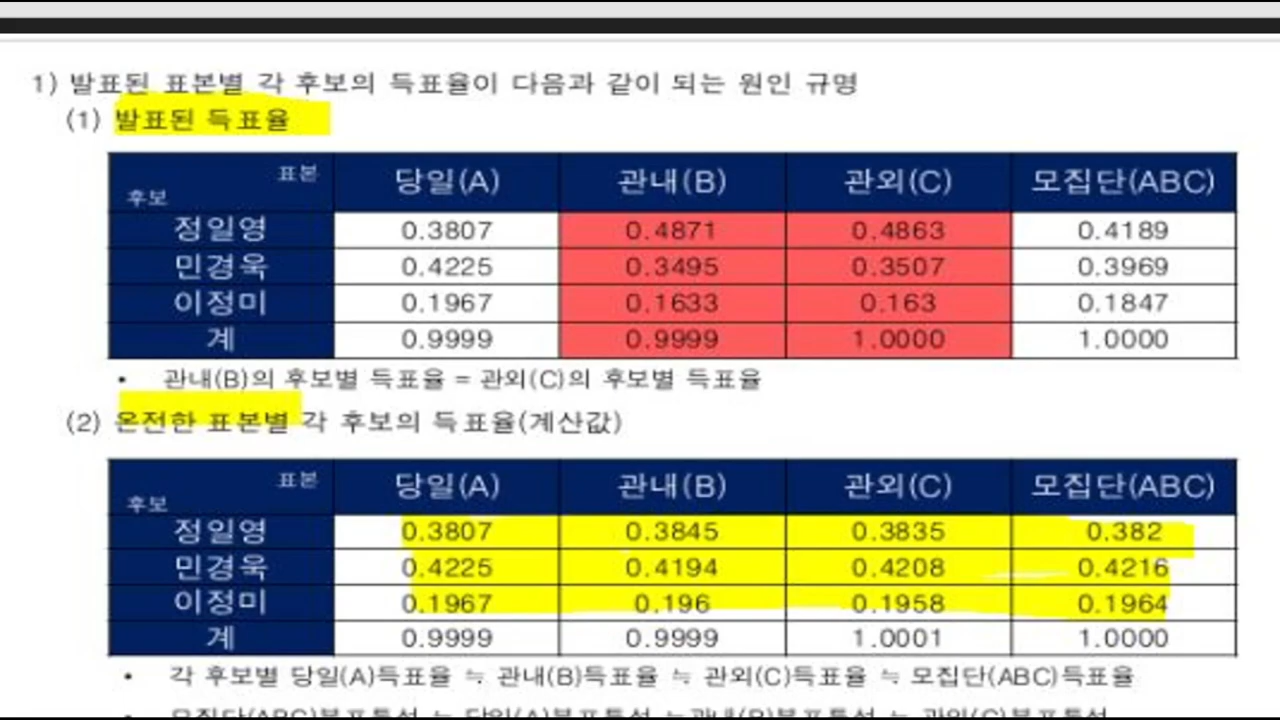 1) 발표된 표본별 각 후보의 득표율이 다음과 같이 되는 원인 규명
(1) 발표된 득표율
표본 후보 당일(A) 관내(B) 관외(C) 모집단(ABC)
정일영 0.3807 0.4871 0.4863 0.4189
민경욱 0.4225 0.3495 0.3507 0.3969
이정미 0.1967 0.1633 0.163 0.1847
계 0.9999 0.9999 1.0000 1.0000
• 관내(B)의 후보별 득표율 = 관외(C)의 후보별 득표율
(2) 온전한 표본별 각 후보의 득표율(계산값)
표본 후보 당일(A) 관내(B) 관외(C) 모집단(ABC)
정일영 0.3807 0.3845 0.3835 0.382
민경욱 0.4225 0.4194 0.4208 0.4216
이정미 0.1967 0.196 0.1958 0.1964
계 0.9999 0.9999 1.0001 1.0000
• 각 후보별 당일(A)득표율 ≒ 관내(B)득표율 ≒ 관외(C)득표율 ≒ 모집단(ABC)득표율